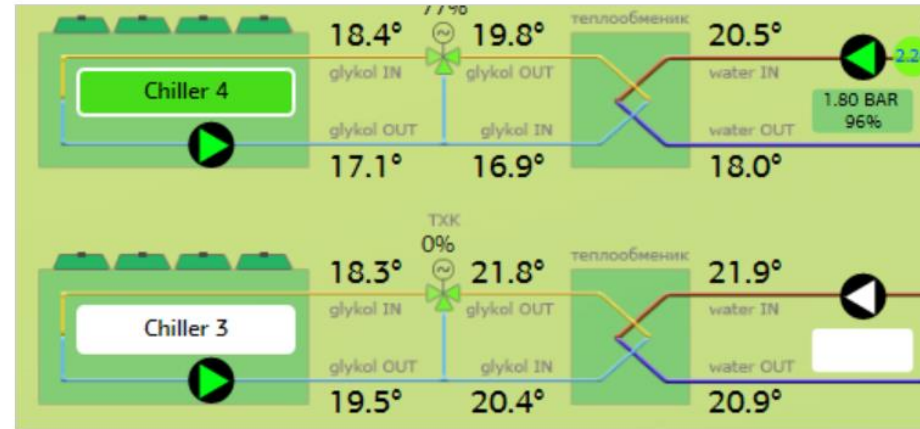 77%
теплообменик
18.4° 19.8° 20.5°
glykol IN glykol OUT water IN
2.2
Chiller 4
1.80 BAR
96%
glykol OUT glykol IN water OUT
17.1° 16.9° 18.0°
ТХК
0%
теплообменик
18.3° 21.8° 21.9°
glykol IN glykol OUT water IN
Chiller 3
glykol OUT glykol IN water OUT
19.5° 20.4° 20.9°